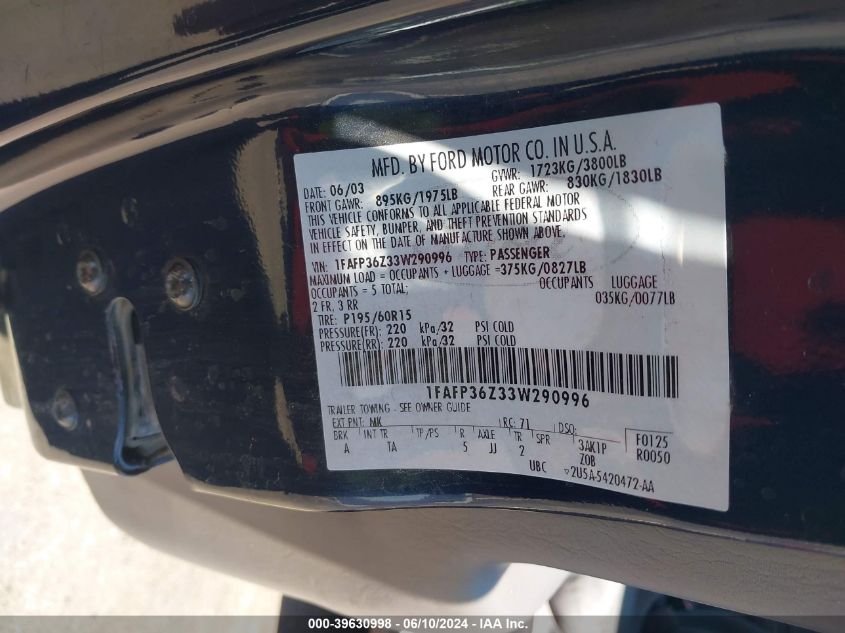 MFD. BY FORD MOTOR CO. IN U.S.A.
DATE: 06/03 GVWR: 1723KG/3800LB
FRONT GAWR: 895KG/1975LB REAR GAWR: 830KG/1830LB
THIS VEHICLE CONFORMS TO ALL APPLICABLE FEDERAL MOTOR
VEHICLE SAFETY, BUMPER, AND THEFT PREVENTION STANDARDS
IN EFFECT ON THE DATE OF MANUFACTURE SHOWN ABOVE.
VIN: 1FAFP36Z33W290996 TYPE: PASSENGER
MAXIMUM LOAD = OCCUPANTS + LUGGAGE =375KG/0827LB
OCCUPANTS = 5 TOTAL; OCCUPANTS LUGGAGE
2 FR, 3 RR 035KG/0077LB
TIRE: P195/60R15
PRESSURE(FR): 220 kPa/32 PSI COLD
PRESSURE(RR): 220 kPa/32 PSI COLD
1FAFP36Z33W290996
TRAILER TOWING - SEE OWNER GUIDE
EXT PNT: MK RC: 71 DSO: F0125
BRK INT TR TP/PS R AXLE TR SPR 3AK1P R0050
A TA 5 JJ 2 ZOB
UBC ▽2U5A-5420472-AA
000-39630998 - 06/10/2024 - IAA Inc.